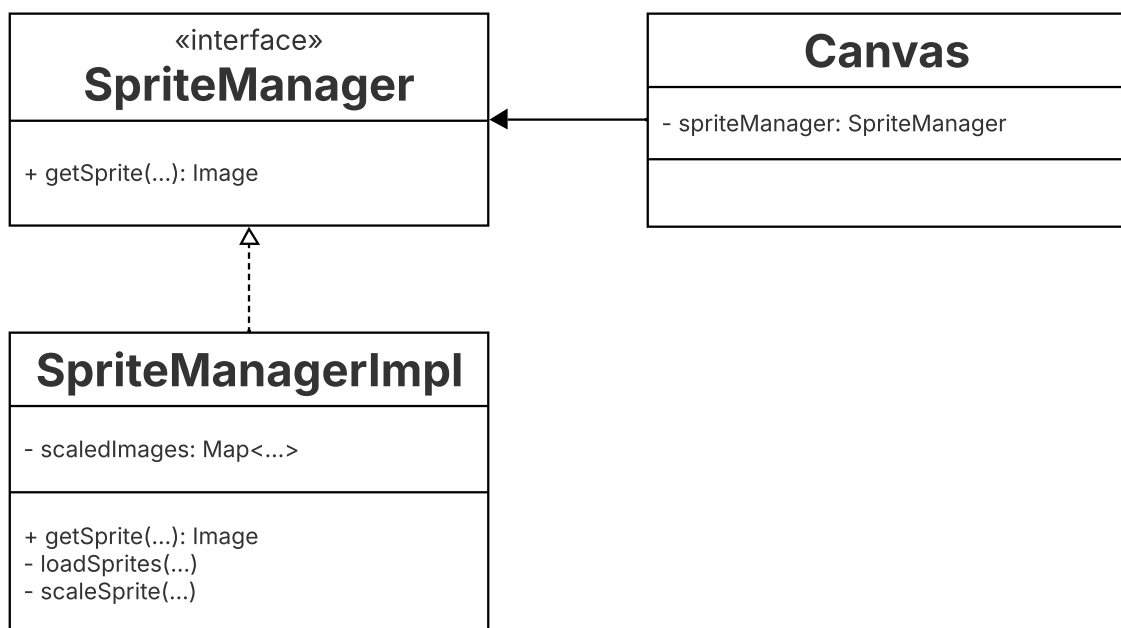 «interface»
SpriteManager
+ getSprite(...): Image
Canvas
- spriteManager: SpriteManager
SpriteManagerImpl
- scaledImages: Map<...>
+ getSprite(...): Image
- loadSprites(...)
- scaleSprite(...)